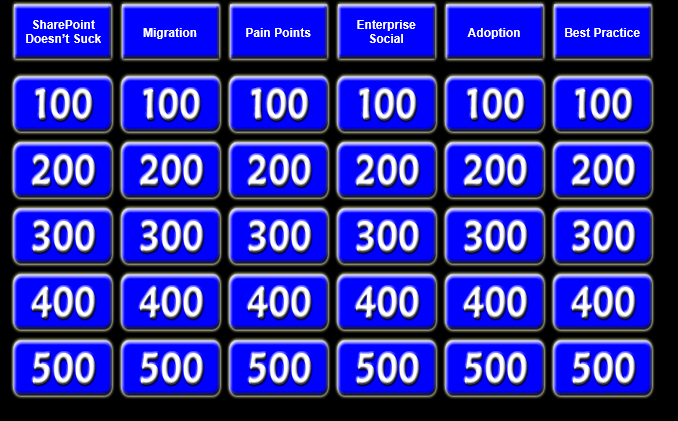 SharePoint
Doesn't Suck
Migration
Pain Points
Enterprise
Social
Adoption
Best Practice
100 100 100 100 100 100
200 200 200 200 200 200
300 300 300 300 300 300
400 400 400 400 400 400
500 500 500 500 500 500